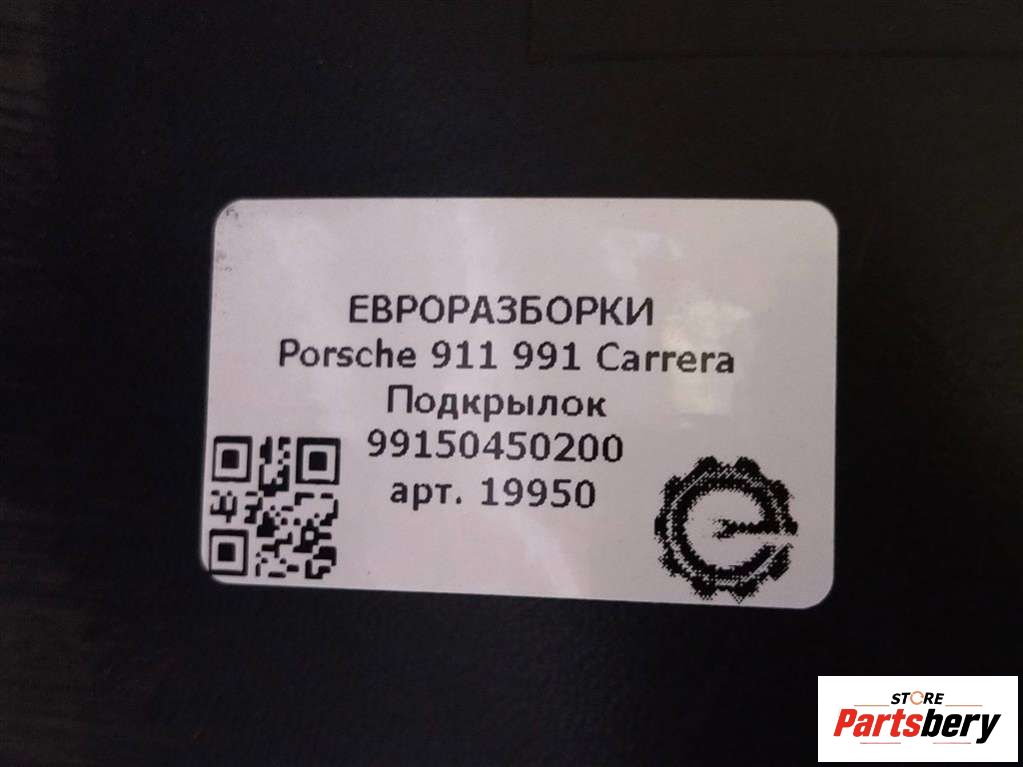 ЕВРОРАЗБОРКИ
Porsche 911 991 Carrera
Подкрылок
99150450200
арт. 19950
STORE
Partsbery